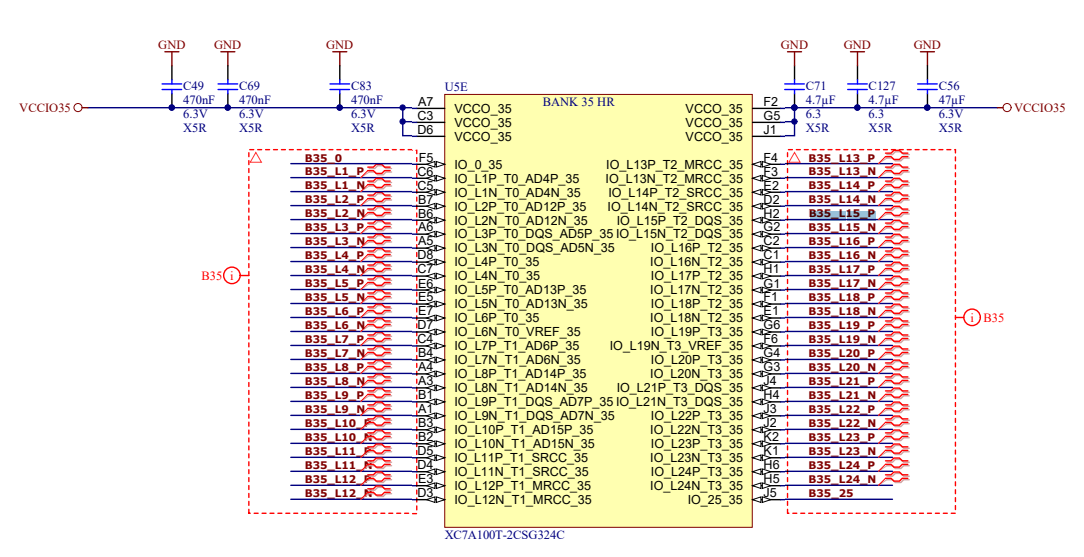 GND GND GND GND GND GND
C49 C69 C83 U5E C71 C127 C56
470nF 470nF 470nF 4.7µF 4.7µF 47µF
6.3V 6.3V 6.3V 6.3 6.3 6.3V
X5R X5R X5R X5R X5R X5R
BANK 35 HR
VCCIO35 A7 VCCO_35 VCCO_35 F2 VCCIO35
C3 VCCO_35 VCCO_35 G5
D6 VCCO_35 VCCO_35 J1
B35_0 F5 IO_0_35 IO_L13P_T2_MRCC_35 F4 B35_L13_P
B35_L1_P C6 IO_L1P_T0_AD4P_35 IO_L13N_T2_MRCC_35 F3 B35_L13_N
B35_L1_N C5 IO_L1N_T0_AD4N_35 IO_L14P_T2_SRCC_35 E2 B35_L14_P
B35_L2_P B7 IO_L2P_T0_AD12P_35 IO_L14N_T2_SRCC_35 D2 B35_L14_N
B35_L2_N B6 IO_L2N_T0_AD12N_35 IO_L15P_T2_DQS_35 H2 B35_L15_P
B35_L3_P A6 IO_L3P_T0_DQS_AD5P_35 IO_L15N_T2_DQS_35 G2 B35_L15_N
B35_L3_N A5 IO_L3N_T0_DQS_AD5N_35 IO_L16P_T2_35 C2 B35_L16_P
B35_L4_P D8 IO_L4P_T0_35 IO_L16N_T2_35 C1 B35_L16_N
B35_L4_N C7 IO_L4N_T0_35 IO_L17P_T2_35 H1 B35_L17_P
B35_L5_P E6 IO_L5P_T0_AD13P_35 IO_L17N_T2_35 G1 B35_L17_N
B35_L5_N E5 IO_L5N_T0_AD13N_35 IO_L18P_T2_35 F1 B35_L18_P
B35_L6_P E7 IO_L6P_T0_35 IO_L18N_T2_35 E1 B35_L18_N
B35_L6_N D7 IO_L6N_T0_VREF_35 IO_L19P_T3_35 G6 B35_L19_P
B35_L7_P C4 IO_L7P_T1_AD6P_35 IO_L19N_T3_VREF_35 F6 B35_L19_N
B35_L7_N B4 IO_L7N_T1_AD6N_35 IO_L20P_T3_35 G4 B35_L20_P
B35_L8_P A4 IO_L8P_T1_AD14P_35 IO_L20N_T3_35 G3 B35_L20_N
B35_L8_N A3 IO_L8N_T1_AD14N_35 IO_L21P_T3_DQS_35 J4 B35_L21_P
B35_L9_P B1 IO_L9P_T1_DQS_AD7P_35 IO_L21N_T3_DQS_35 H4 B35_L21_N
B35_L9_N A1 IO_L9N_T1_DQS_AD7N_35 IO_L22P_T3_35 J3 B35_L22_P
B35_L10_P B3 IO_L10P_T1_AD15P_35 IO_L22N_T3_35 J2 B35_L22_N
B35_L10_N B2 IO_L10N_T1_AD15N_35 IO_L23P_T3_35 K2 B35_L23_P
B35_L11_P D5 IO_L11P_T1_SRCC_35 IO_L23N_T3_35 K1 B35_L23_N
B35_L11_N D4 IO_L11N_T1_SRCC_35 IO_L24P_T3_35 H6 B35_L24_P
B35_L12_P E3 IO_L12P_T1_MRCC_35 IO_L24N_T3_35 H5 B35_L24_N
B35_L12_N D3 IO_L12N_T1_MRCC_35 IO_25_35 J5 B35_25
B35 i
i B35
XC7A100T-2CSG324C